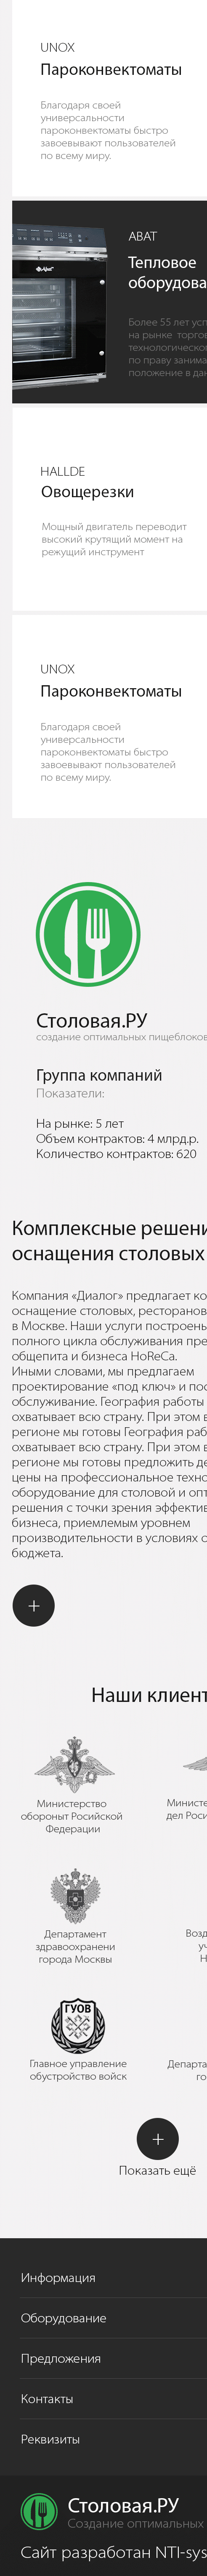 UNOX
Пароконвектоматы
Благодаря своей
универсальности
пароконвектоматы быстро
завоевывают пользователей
по всему миру.
ABAT
Тепловое
оборудова
Более 55 лет усп
на рынке торгов
технологическо
по праву занима
положение в дан
HALLDE
Овощерезки
Мощный двигатель переводит
высокий крутящий момент на
режущий инструмент
UNOX
Пароконвектоматы
Благодаря своей
универсальности
пароконвектоматы быстро
завоевывают пользователей
по всему миру.
Столовая.РУ
создание оптимальных пищеблоков
Группа компаний
Показатели:
На рынке: 5 лет
Объем контрактов: 4 млрд.р.
Количество контрактов: 620
Комплексные решени
оснащения столовых
Компания «Диалог» предлагает ко
оснащение столовых, ресторанов
в Москве. Наши услуги построены
полного цикла обслуживания пре
общепита и бизнеса HoReCa.
Иными словами, мы предлагаем
проектирование «под ключ» и пос
обслуживание. География работы
охватывает всю страну. При этом в
регионе мы готовы География раб
охватывает всю страну. При этом в
регионе мы готовы предложить де
цены на профессиональное техно
оборудование для столовой и опт
решения с точки зрения эффектив
бизнеса, приемлемым уровнем
производительности в условиях о
бюджета.
Наши клиент
Министерство
обороныт Росийской
Федерации
Министе
дел Роси
Департамент
здравоохранени
города Москвы
Возд
уч
Н
ГУОВ
Главное управление
обустройство войск
Департа
го
Показать ещё
Информация
Оборудование
Предложения
Контакты
Реквизиты
Столовая.РУ
Создание оптимальных
Сайт разработан NTI-sys